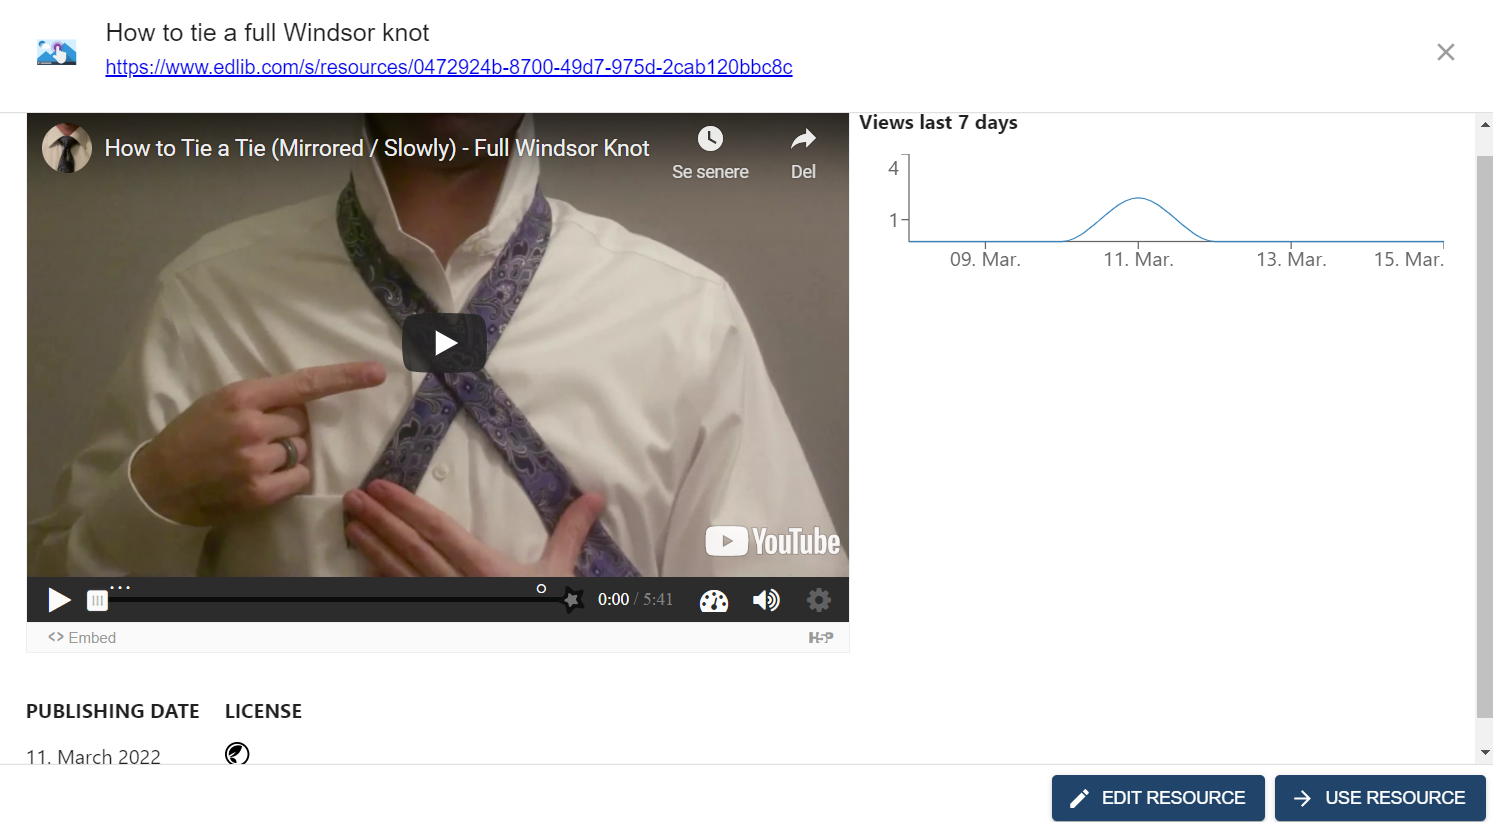 How to tie a full Windsor knot
https://www.edlib.com/s/resources/0472924b-8700-49d7-975d-2cab120bbc8c
How to Tie a Tie (Mirrored / Slowly) - Full Windsor Knot
Se senere
Del
YouTube
0:00 / 5:41
<> Embed
H5P
Views last 7 days
4
1
09. Mar. 11. Mar. 13. Mar. 15. Mar.
PUBLISHING DATE LICENSE
11. March 2022
EDIT RESOURCE
USE RESOURCE